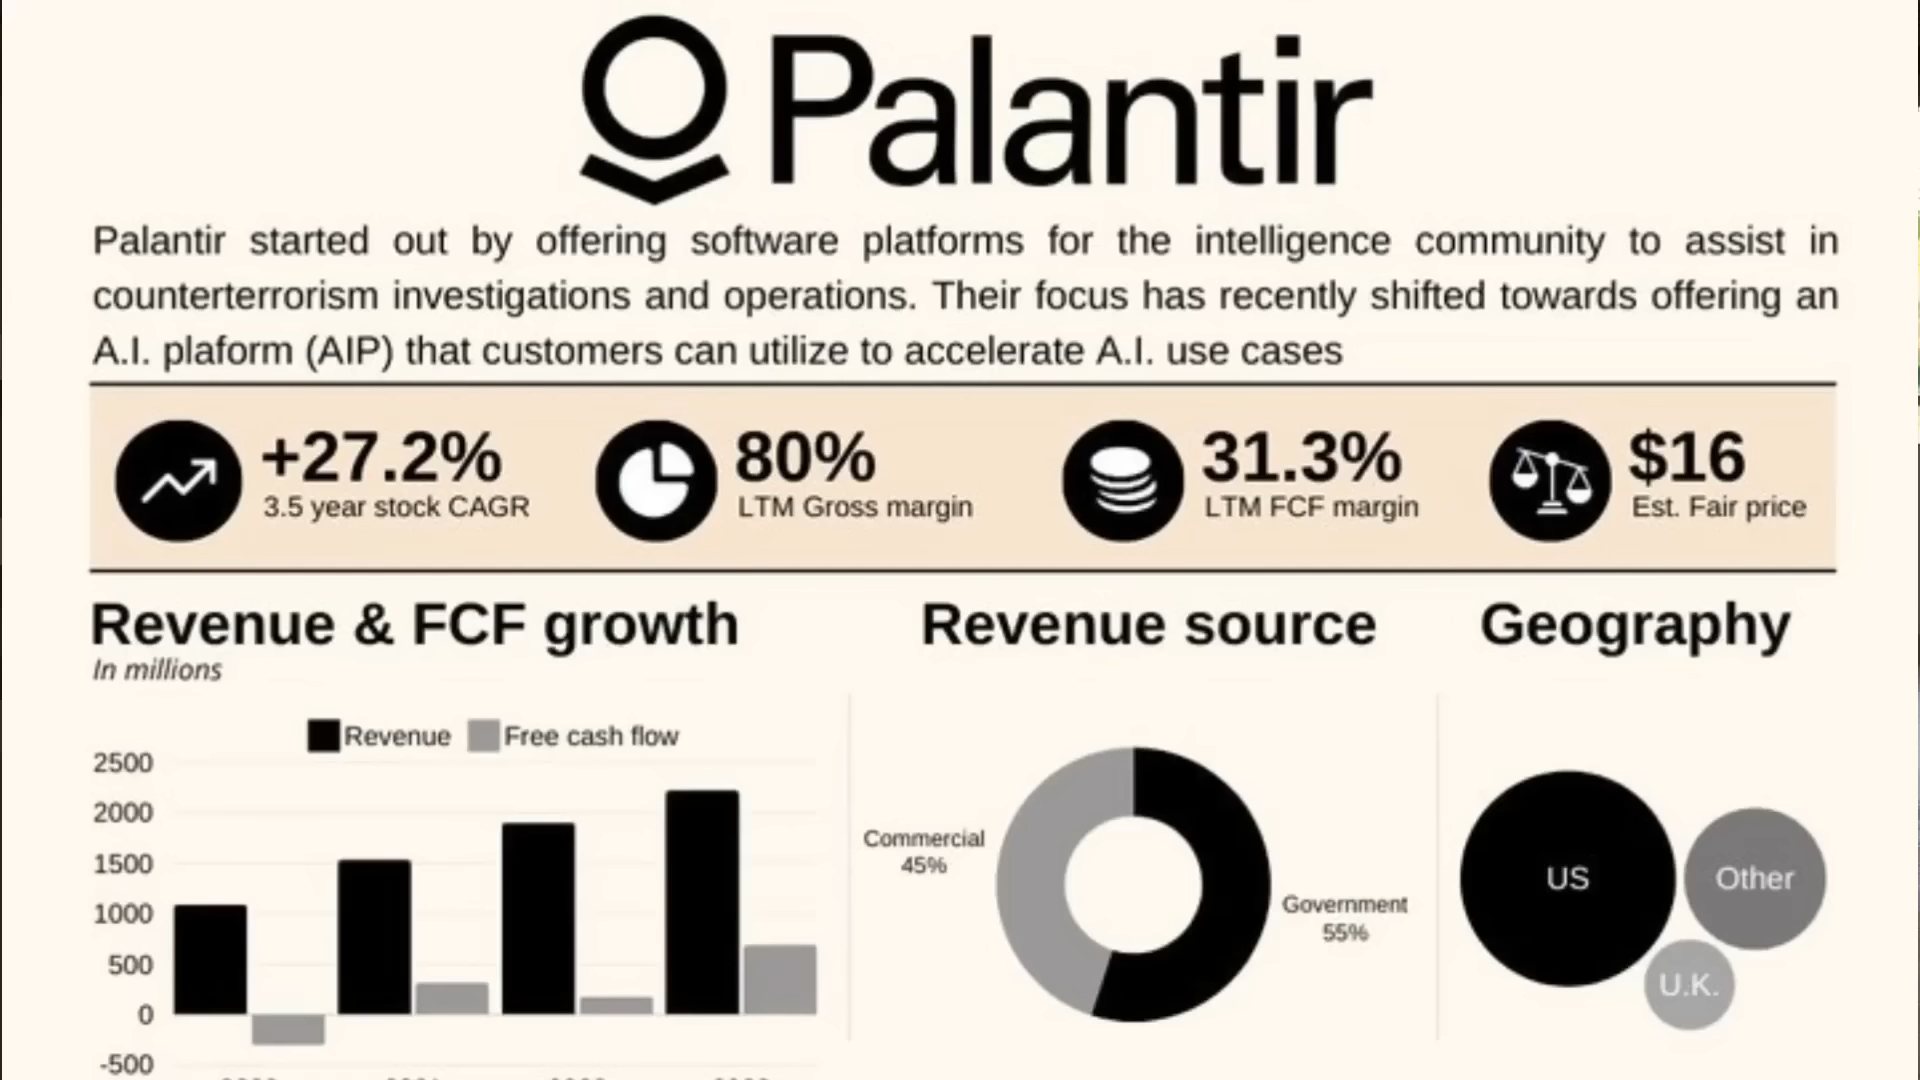 Palantir
Palantir started out by offering software platforms for the intelligence community to assist in
counterterrorism investigations and operations. Their focus has recently shifted towards offering an
A.I. plaform (AIP) that customers can utilize to accelerate A.I. use cases
+27.2%
3.5 year stock CAGR
80%
LTM Gross margin
31.3%
LTM FCF margin
$16
Est. Fair price
Revenue & FCF growth
In millions
Revenue
Free cash flow
2500
2000
1500
1000
500
0
-500
Revenue source
Commercial
45%
Government
55%
Geography
US
Other
U.K.